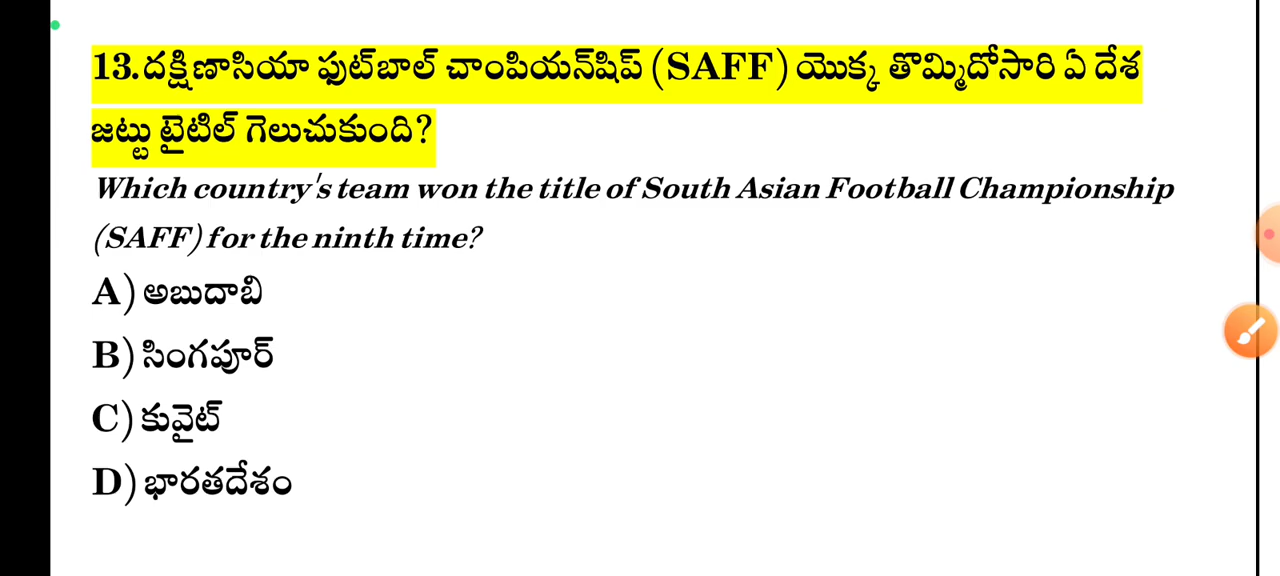 13.దక్షిణాసియా ఫుట్‌బాల్ చాంపియన్‌షిప్ (SAFF) యొక్క తొమ్మిదోసారి ఏ దేశ
జట్టు టైటిల్ గెలుచుకుంది?
Which country's team won the title of South Asian Football Championship
(SAFF) for the ninth time?
A) అబుదాబి
B) సింగపూర్
C) కువైట్
D) భారతదేశం